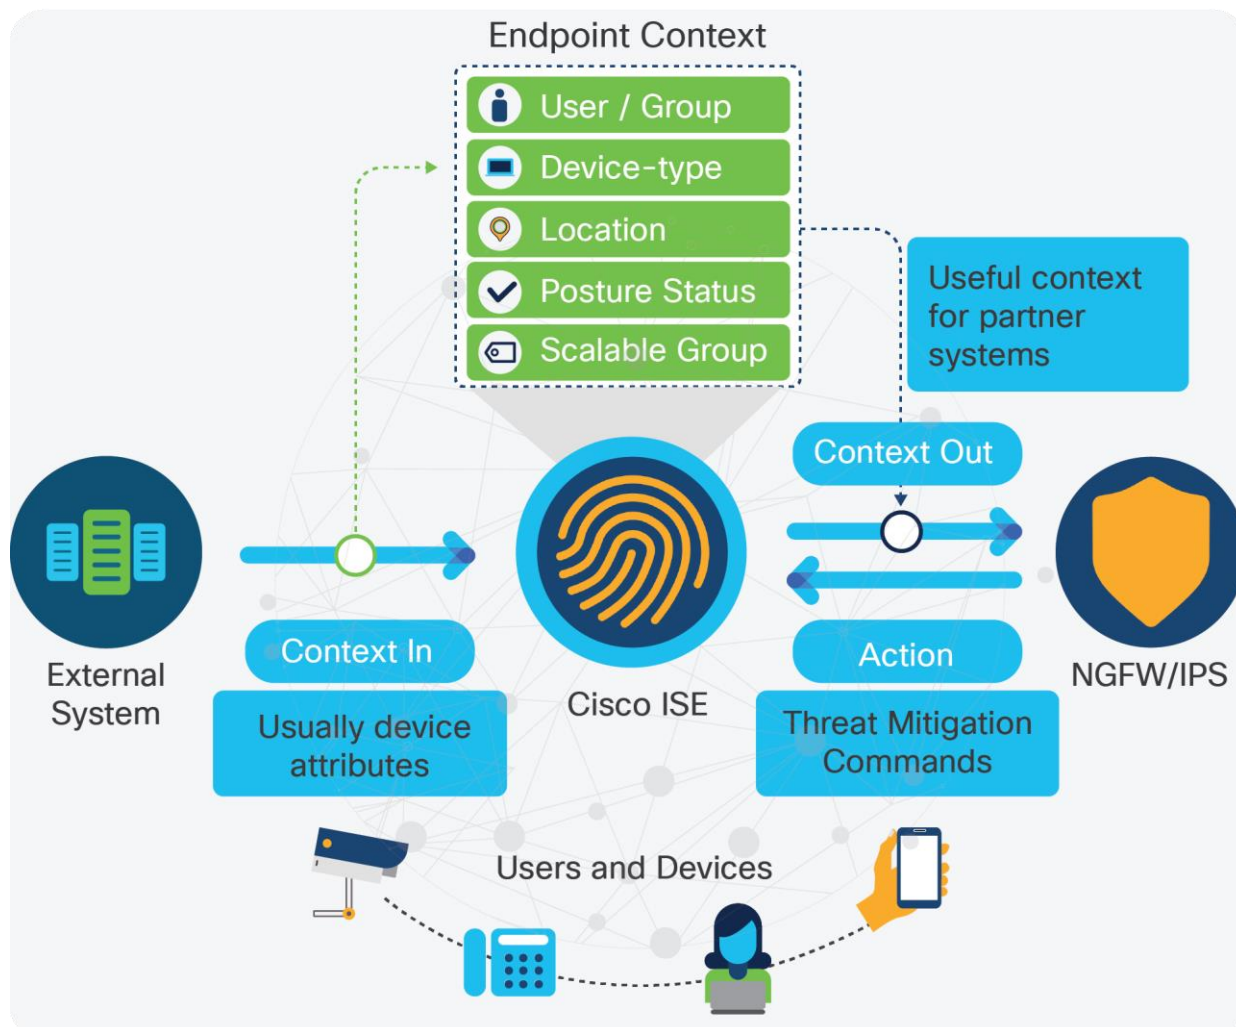 Endpoint Context
User / Group
Device-type
Location
Posture Status
Scalable Group
Useful context
for partner
systems
Context Out
External
System
Context In
Usually device
attributes
Cisco ISE
Action
Threat Mitigation
Commands
NGFW/IPS
Users and Devices